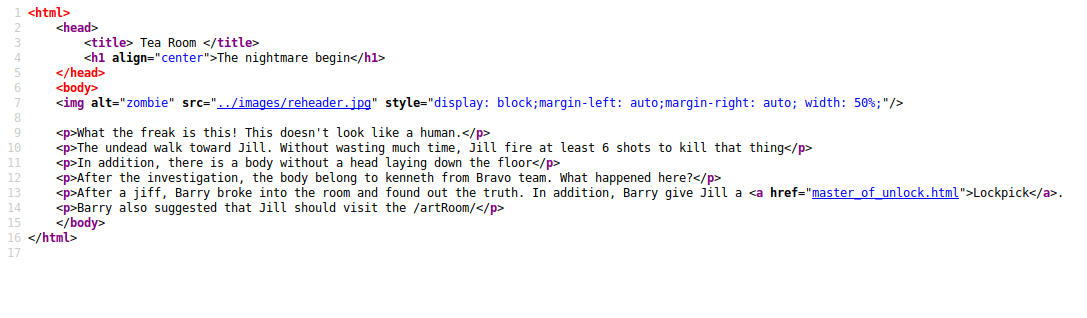 1 <html>
2 <head>
3 <title> Tea Room </title>
4 <h1 align="center">The nightmare begin</h1>
5 </head>
6 <body>
7 <img alt="zombie" src="../images/reheader.jpg" style="display: block;margin-left: auto;margin-right: auto; width: 50%;"/>
8
9 <p>What the freak is this! This doesn't look like a human.</p>
10 <p>The undead walk toward Jill. Without wasting much time, Jill fire at least 6 shots to kill that thing</p>
11 <p>In addition, there is a body without a head laying down the floor</p>
12 <p>After the investigation, the body belong to kenneth from Bravo team. What happened here?</p>
13 <p>After a jiff, Barry broke into the room and found out the truth. In addition, Barry give Jill a <a href="master_of_unlock.html">Lockpick</a>.
14 <p>Barry also suggested that Jill should visit the /artRoom/</p>
15 </body>
16 </html>
17